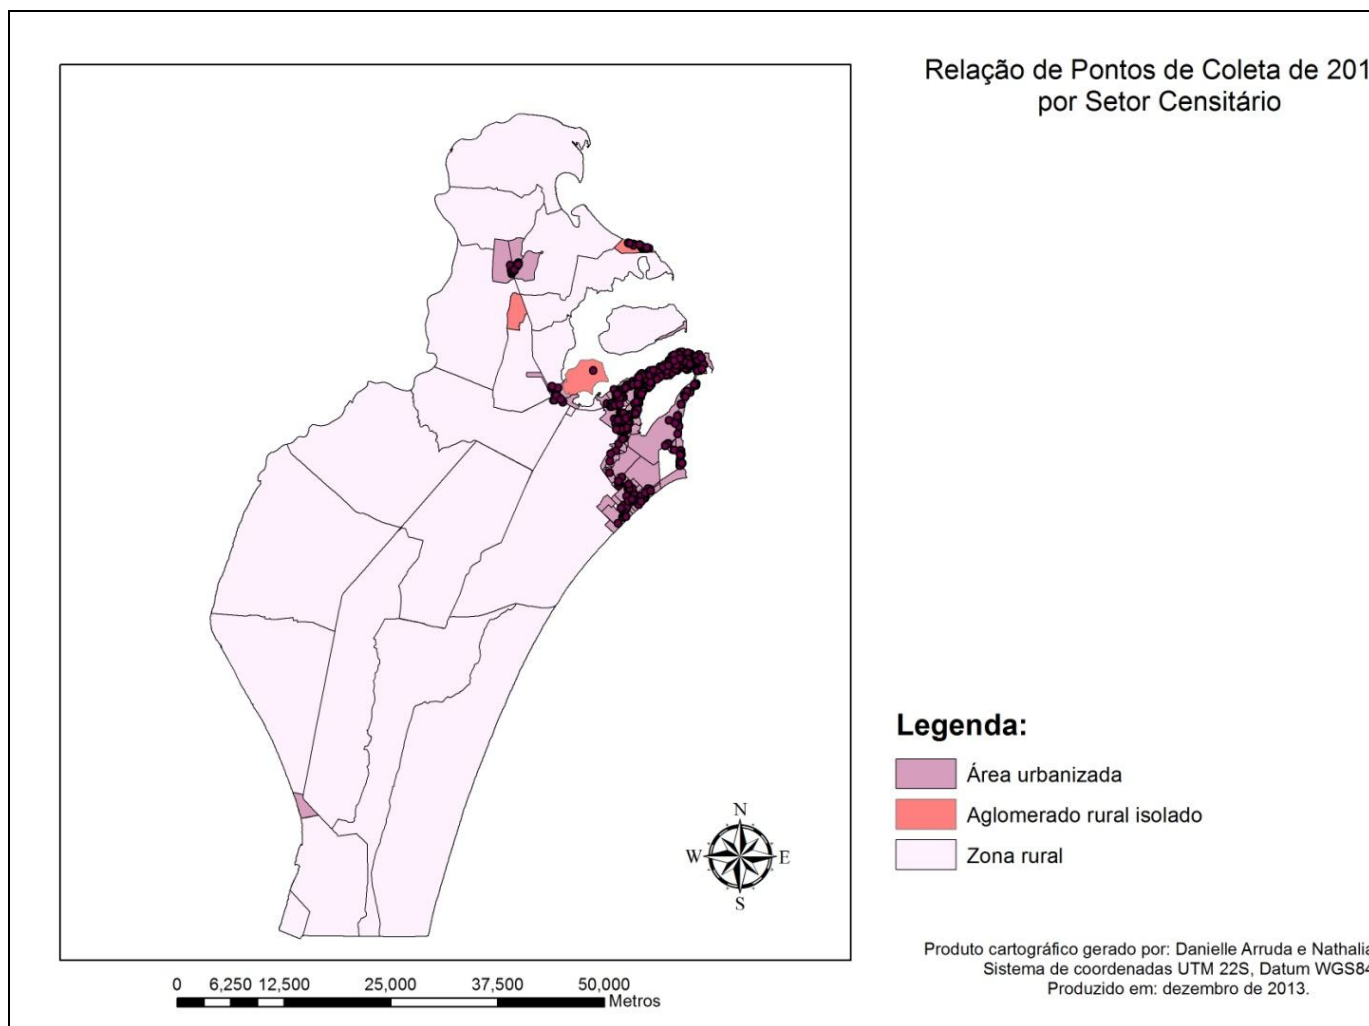 Relação de Pontos de Coleta de 201
por Setor Censitário
Legenda:
Área urbanizada
Aglomerado rural isolado
Zona rural
N
W
E
S
0 6,250 12,500 25,000 37,500 50,000
Metros
Produto cartográfico gerado por: Danielle Arruda e Nathalia
Sistema de coordenadas UTM 22S, Datum WGS84
Produzido em: dezembro de 2013.